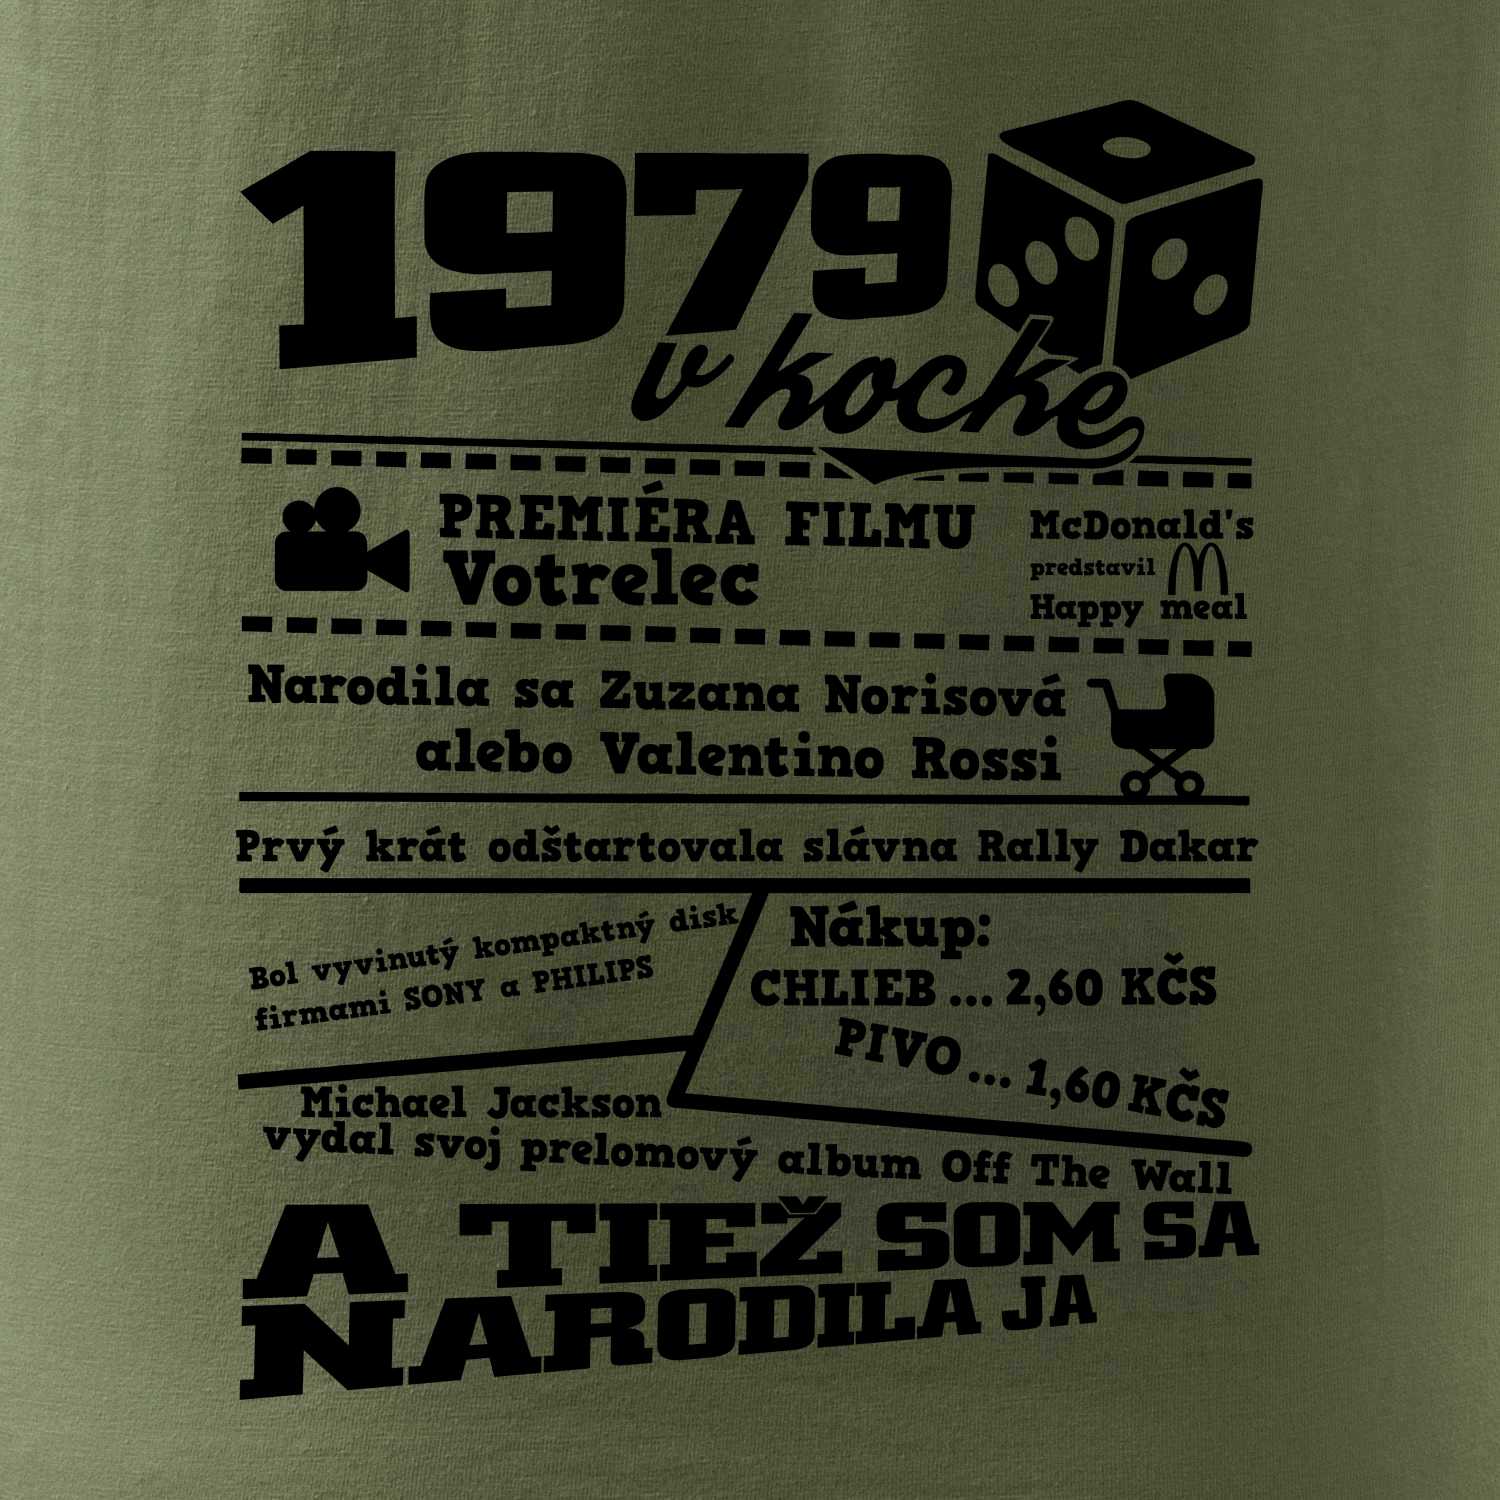 1979
v kocke
PREMIÉRA FILMU
Votrelec
McDonald's
predstavil
Happy meal
Narodila sa Zuzana Norisová
alebo Valentino Rossi
Prvý krát odštartovala slávna Rally Dakar
Bol vyvinutý kompaktný disk
firmami SONY a PHILIPS
Nákup:
CHLIEB ... 2,60 KČS
PIVO ... 1,60 KČS
Michael Jackson
vydal svoj prelomový album Off The Wall
A TIEŽ SOM SA
NARODILA JA